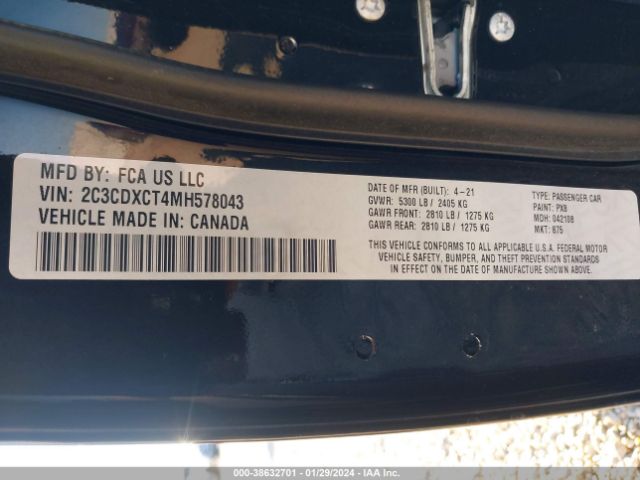 MFD BY: FCA US LLC
VIN: 2C3CDXCT4MH578043
VEHICLE MADE IN: CANADA
DATE OF MFR (BUILT): 4-21
GVWR: 5300 LB / 2405 KG
GAWR FRONT: 2810 LB / 1275 KG
GAWR REAR: 2810 LB / 1275 KG
TYPE: PASSENGER CAR
PAINT: PX8
MDH: 042108
MKT: 875
THIS VEHICLE CONFORMS TO ALL APPLICABLE U.S.A. FEDERAL MOTOR
VEHICLE SAFETY, BUMPER, AND THEFT PREVENTION STANDARDS
IN EFFECT ON THE DATE OF MANUFACTURE SHOWN ABOVE.
000-38632701 - 01/29/2024 - IAA Inc.